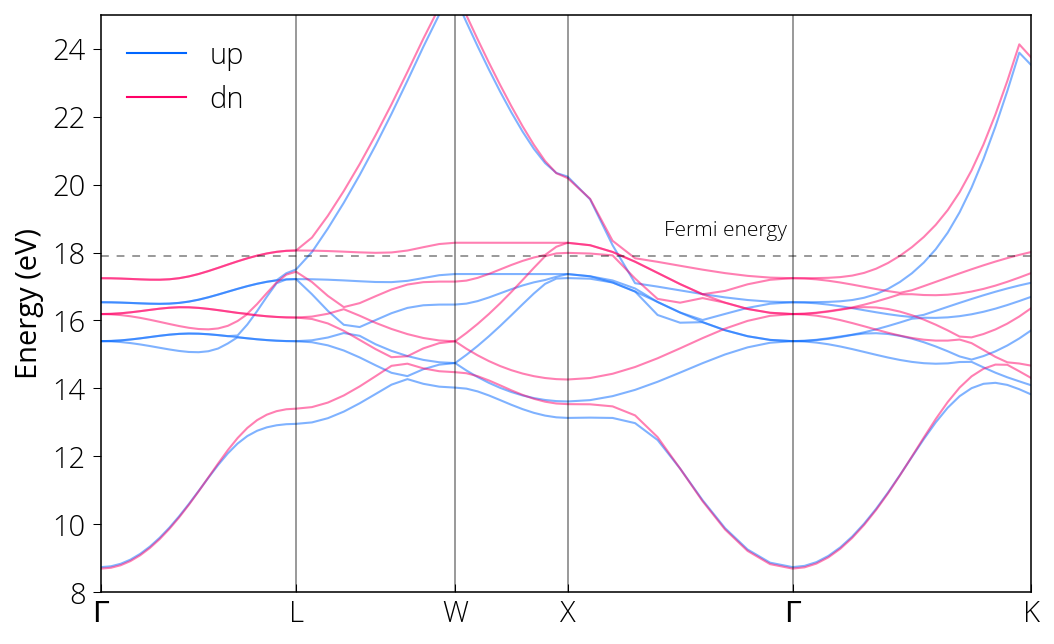 24
22
20
18
16
14
12
10
8
Energy (eV)
up
dn
Fermi energy
Γ L W X Γ K